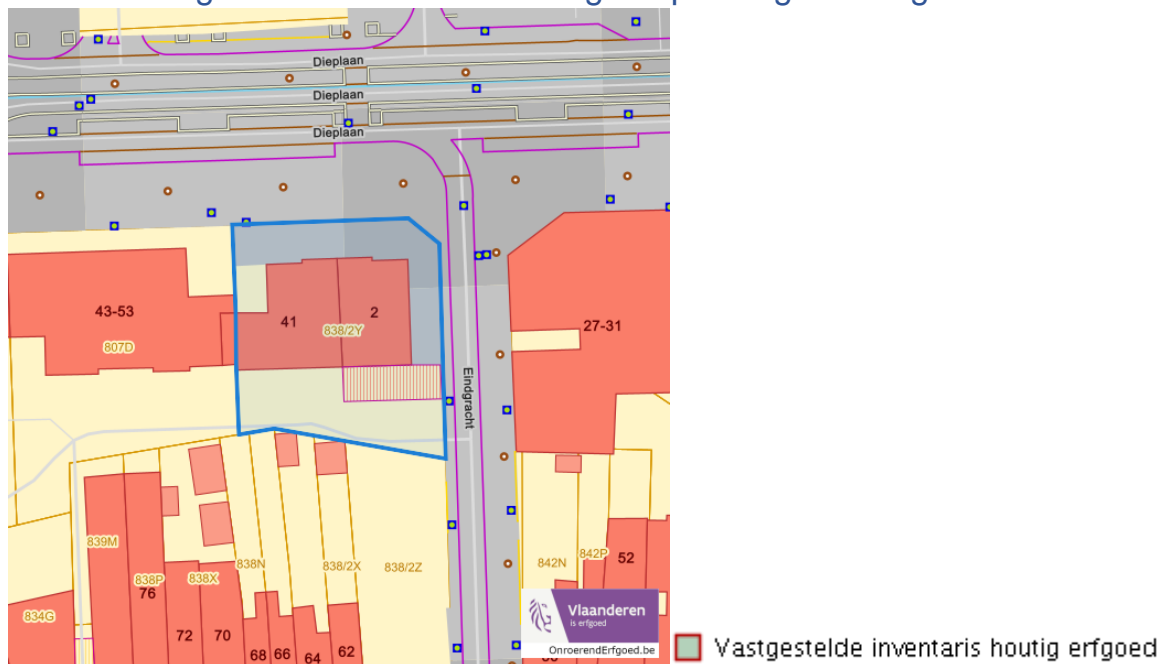 Dieplaan
Dieplaan
Dieplaan
43-53
807D
41
2
838/2Y
27-31
Eindgracht
839M
838P
76
838X
838N
838/2X
838/2Z
842N
842P
52
834G
72
70
68
66
64
62
Vlaanderen
is erfgoed
OnroerendErfgoed.be
Vastgestelde inventaris houtig erfgoed